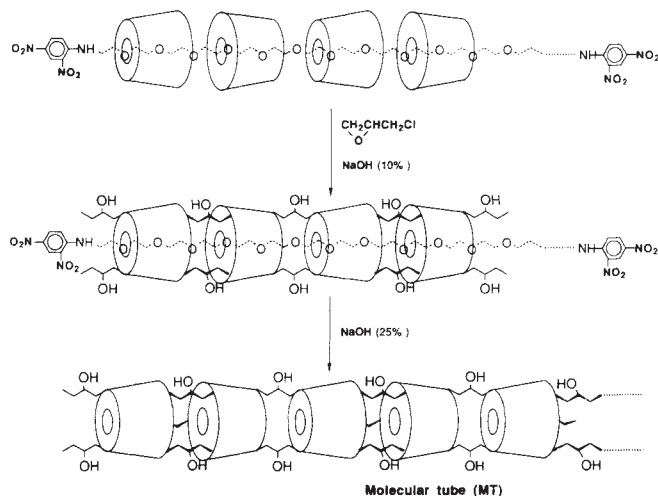 O₂N NH O O O O O O O NH NO₂
NO₂ O O O O O NO₂
CH₂CHCH₂Cl
O
NaOH (10%)
OH HO OH HO OH
O₂N NH O O O O O O O O O O O O NH NO₂
NO₂ NO₂
OH OH OH OH OH
NaOH (25%)
OH HO OH HO OH HO
OH OH OH OH OH OH
Molecular tube (MT)